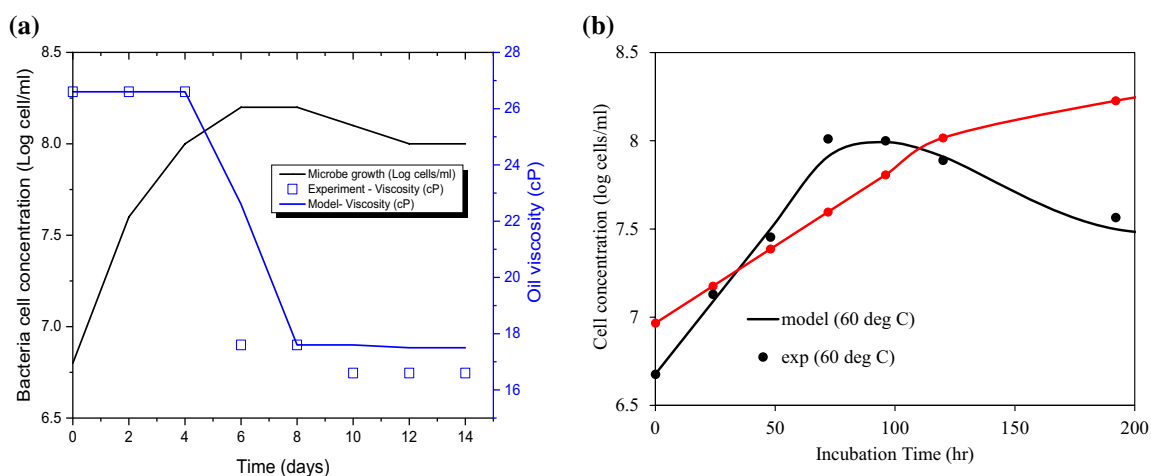 (a)
8.5
8.0
7.5
7.0
6.5
Bacteria cell concentration (Log cell/ml)
28
26
24
22
20
18
16
Oil viscosity (cP)
Microbe growth (Log cells/ml)
Experiment - Viscosity (cP)
Model- Viscosity (cP)
0 2 4 6 8 10 12 14
Time (days)
(b)
8.5
8
7.5
7
6.5
Cell concentration (log cells/ml)
model (60 deg C)
exp (60 deg C)
0 50 100 150 200
Incubation Time (hr)